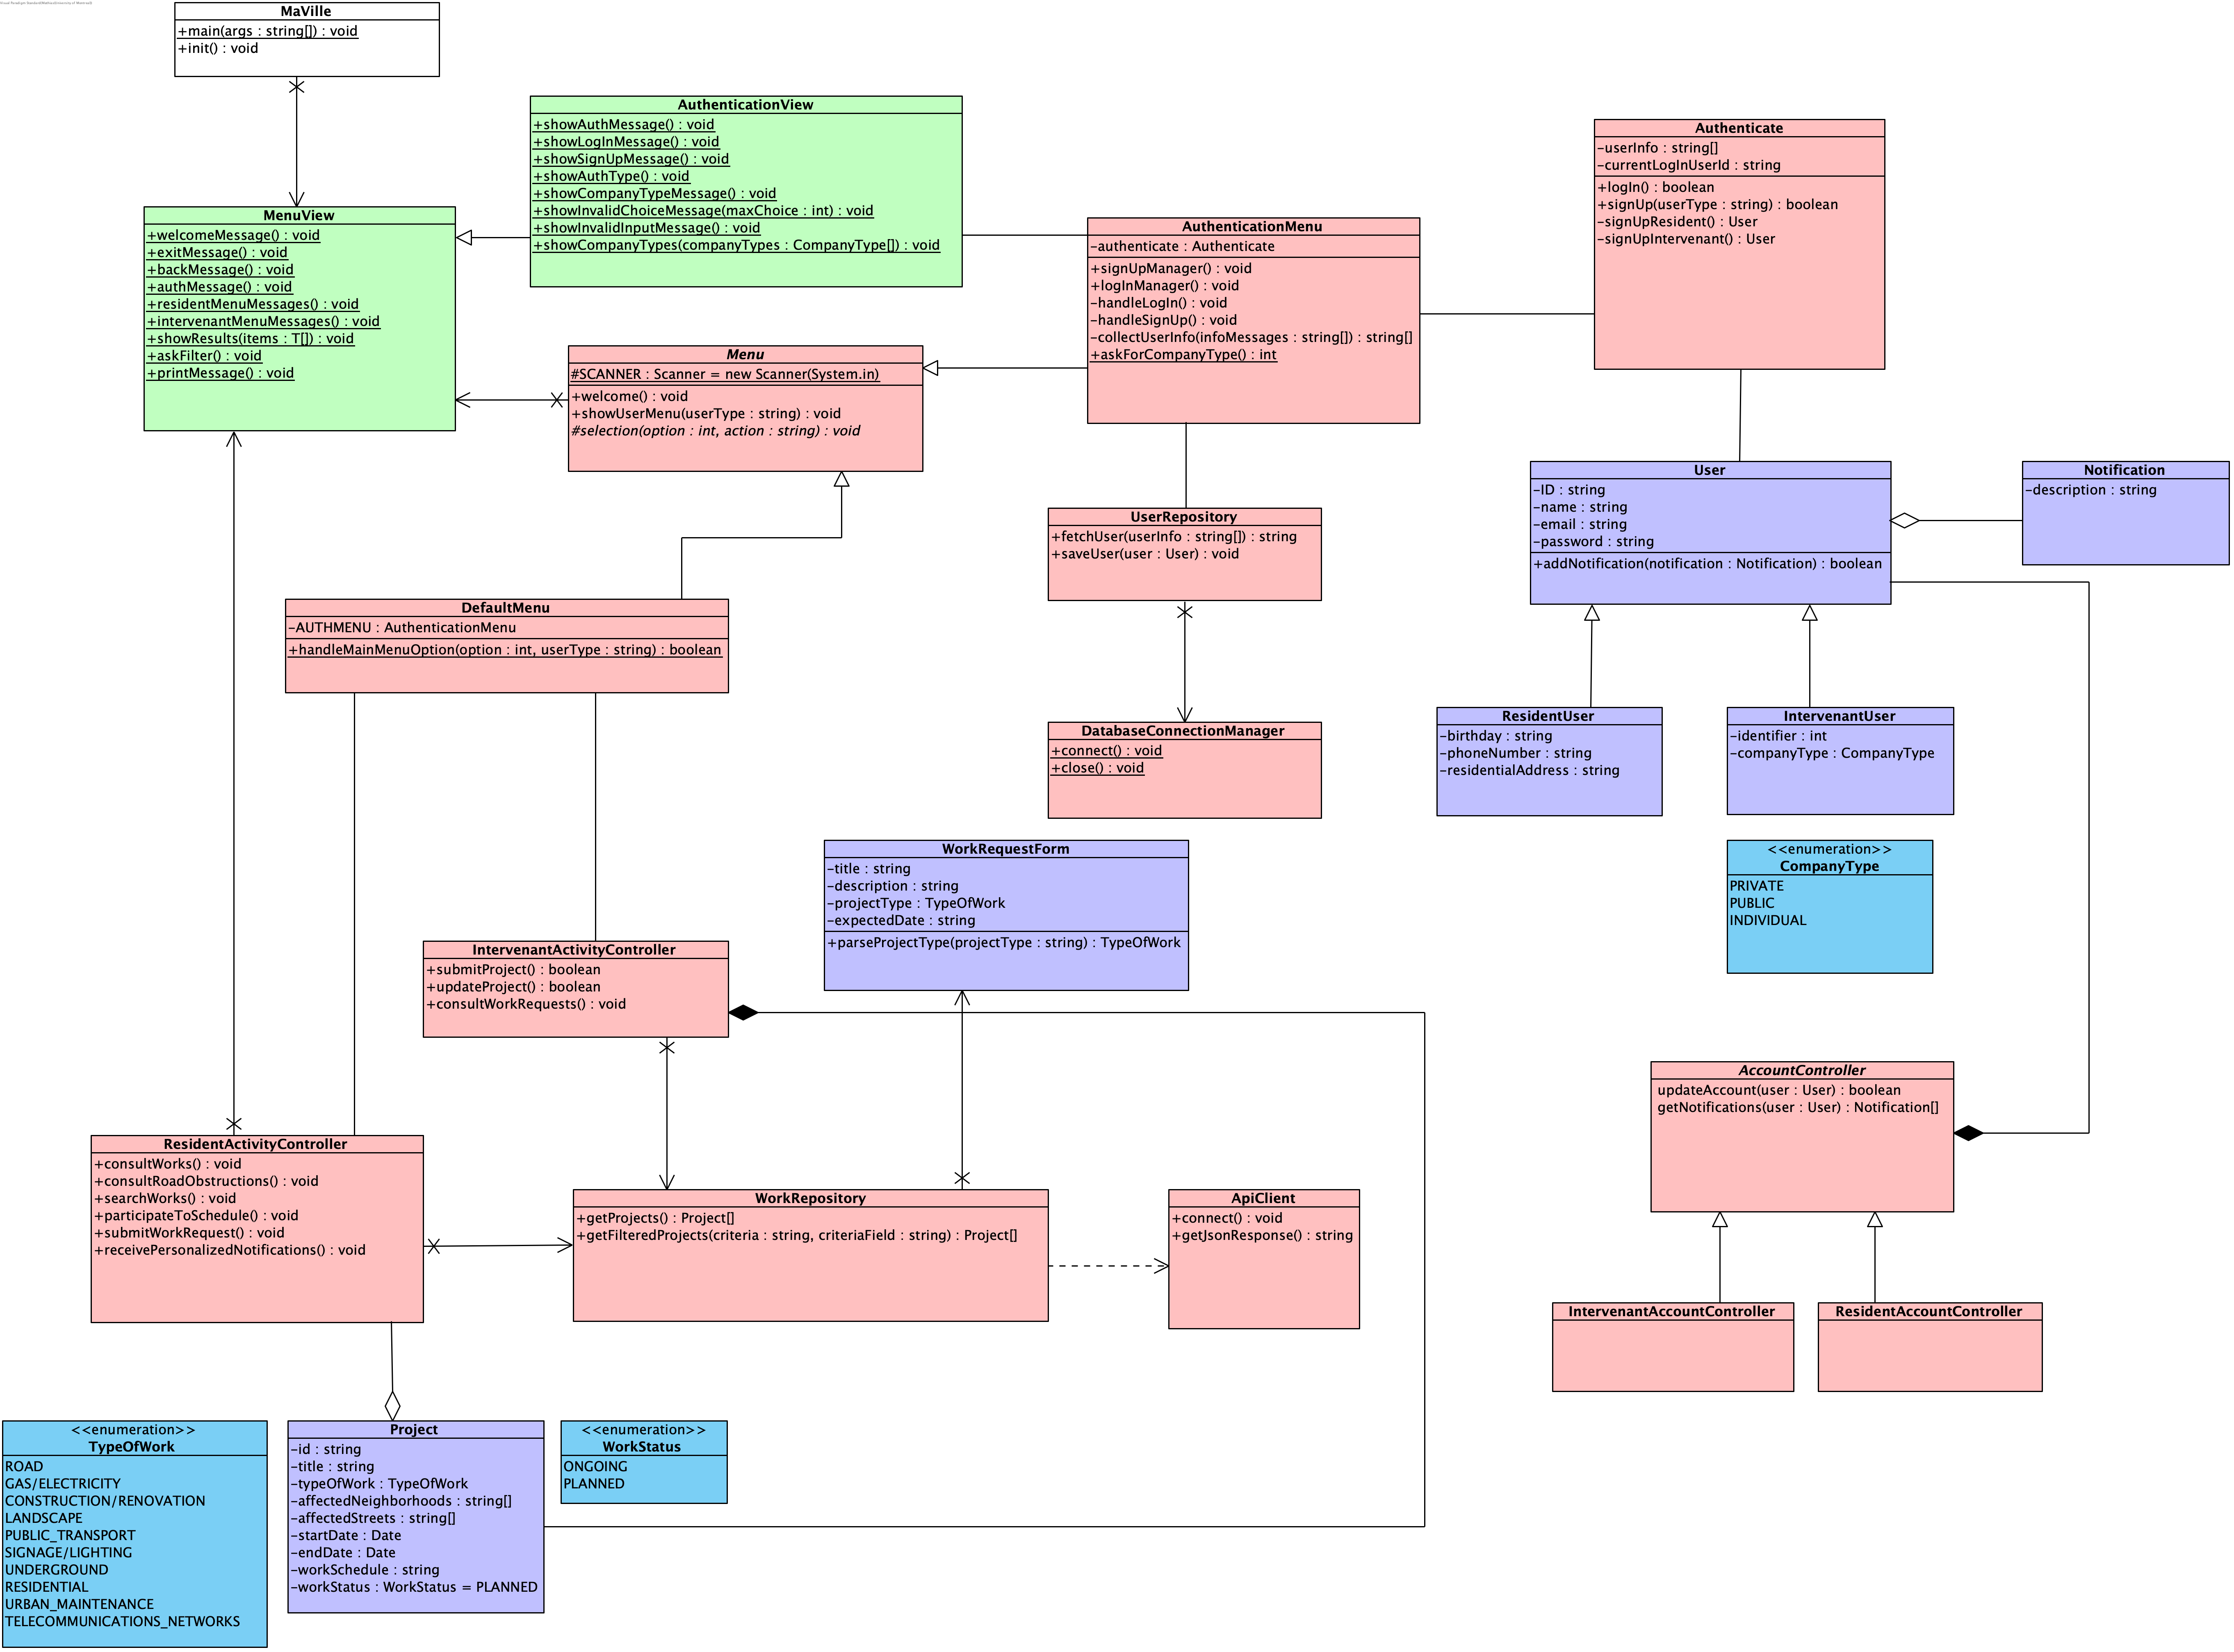 Visual Paradigm Standard(Mathsun(University of Montreal))
MaVille
+main(args : string[]) : void
+init() : void
AuthenticationView
+showAuthMessage() : void
+showLogInMessage() : void
+showSignUpMessage() : void
+showAuthType() : void
+showCompanyTypeMessage() : void
+showInvalidChoiceMessage(maxChoice : int) : void
+showInvalidInputMessage() : void
+showCompanyTypes(companyTypes : CompanyType[]) : void
Authenticate
-userInfo : string[]
-currentLogInUserId : string
+logIn() : boolean
+signUp(userType : string) : boolean
-signUpResident() : User
-signUpIntervenant() : User
MenuView
+welcomeMessage() : void
+exitMessage() : void
+backMessage() : void
+authMessage() : void
+residentMenuMessages() : void
+intervenantMenuMessages() : void
+showResults(items : T[]) : void
+askFilter() : void
+printMessage() : void
AuthenticationMenu
-authenticate : Authenticate
+signUpManager() : void
+logInManager() : void
-handleLogIn() : void
-handleSignUp() : void
-collectUserInfo(infoMessages : string[]) : string[]
+askForCompanyType() : int
Menu
#SCANNER : Scanner = new Scanner(System.in)
+welcome() : void
+showUserMenu(userType : string) : void
#selection(option : int, action : string) : void
User
-ID : string
-name : string
-email : string
-password : string
+addNotification(notification : Notification) : boolean
Notification
-description : string
UserRepository
+fetchUser(userInfo : string[]) : string
+saveUser(user : User) : void
DefaultMenu
-AUTHMENU : AuthenticationMenu
+handleMainMenuOption(option : int, userType : string) : boolean
DatabaseConnectionManager
+connect() : void
+close() : void
ResidentUser
-birthday : string
-phoneNumber : string
-residentialAddress : string
IntervenantUser
-identifier : int
-companyType : CompanyType
WorkRequestForm
-title : string
-description : string
-projectType : TypeOfWork
-expectedDate : string
+parseProjectType(projectType : string) : TypeOfWork
<<enumeration>>
CompanyType
PRIVATE
PUBLIC
INDIVIDUAL
IntervenantActivityController
+submitProject() : boolean
+updateProject() : boolean
+consultWorkRequests() : void
AccountController
updateAccount(user : User) : boolean
getNotifications(user : User) : Notification[]
ResidentActivityController
+consultWorks() : void
+consultRoadObstructions() : void
+searchWorks() : void
+participateToSchedule() : void
+submitWorkRequest() : void
+receivePersonalizedNotifications() : void
WorkRepository
+getProjects() : Project[]
+getFilteredProjects(criteria : string, criteriaField : string) : Project[]
ApiClient
+connect() : void
+getJsonResponse() : string
IntervenantAccountController
ResidentAccountController
<<enumeration>>
TypeOfWork
ROAD
GAS/ELECTRICITY
CONSTRUCTION/RENOVATION
LANDSCAPE
PUBLIC_TRANSPORT
SIGNAGE/LIGHTING
UNDERGROUND
RESIDENTIAL
URBAN_MAINTENANCE
TELECOMMUNICATIONS_NETWORKS
Project
-id : string
-title : string
-typeOfWork : TypeOfWork
-affectedNeighborhoods : string[]
-affectedStreets : string[]
-startDate : Date
-endDate : Date
-workSchedule : string
-workStatus : WorkStatus = PLANNED
<<enumeration>>
WorkStatus
ONGOING
PLANNED